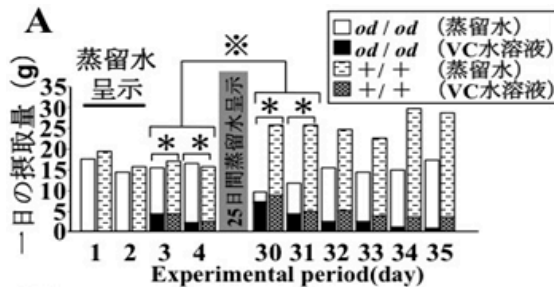 A
od / od （蒸留水）
od / od （VC水溶液）
+/ + （蒸留水）
+/ + （VC水溶液）
蒸留水
呈示
※
* *
* *
25日間蒸留水呈示
一日の摂取量（g）
35
30
25
20
15
10
5
0
1 2 3 4 30 31 32 33 34 35
Experimental period(day)